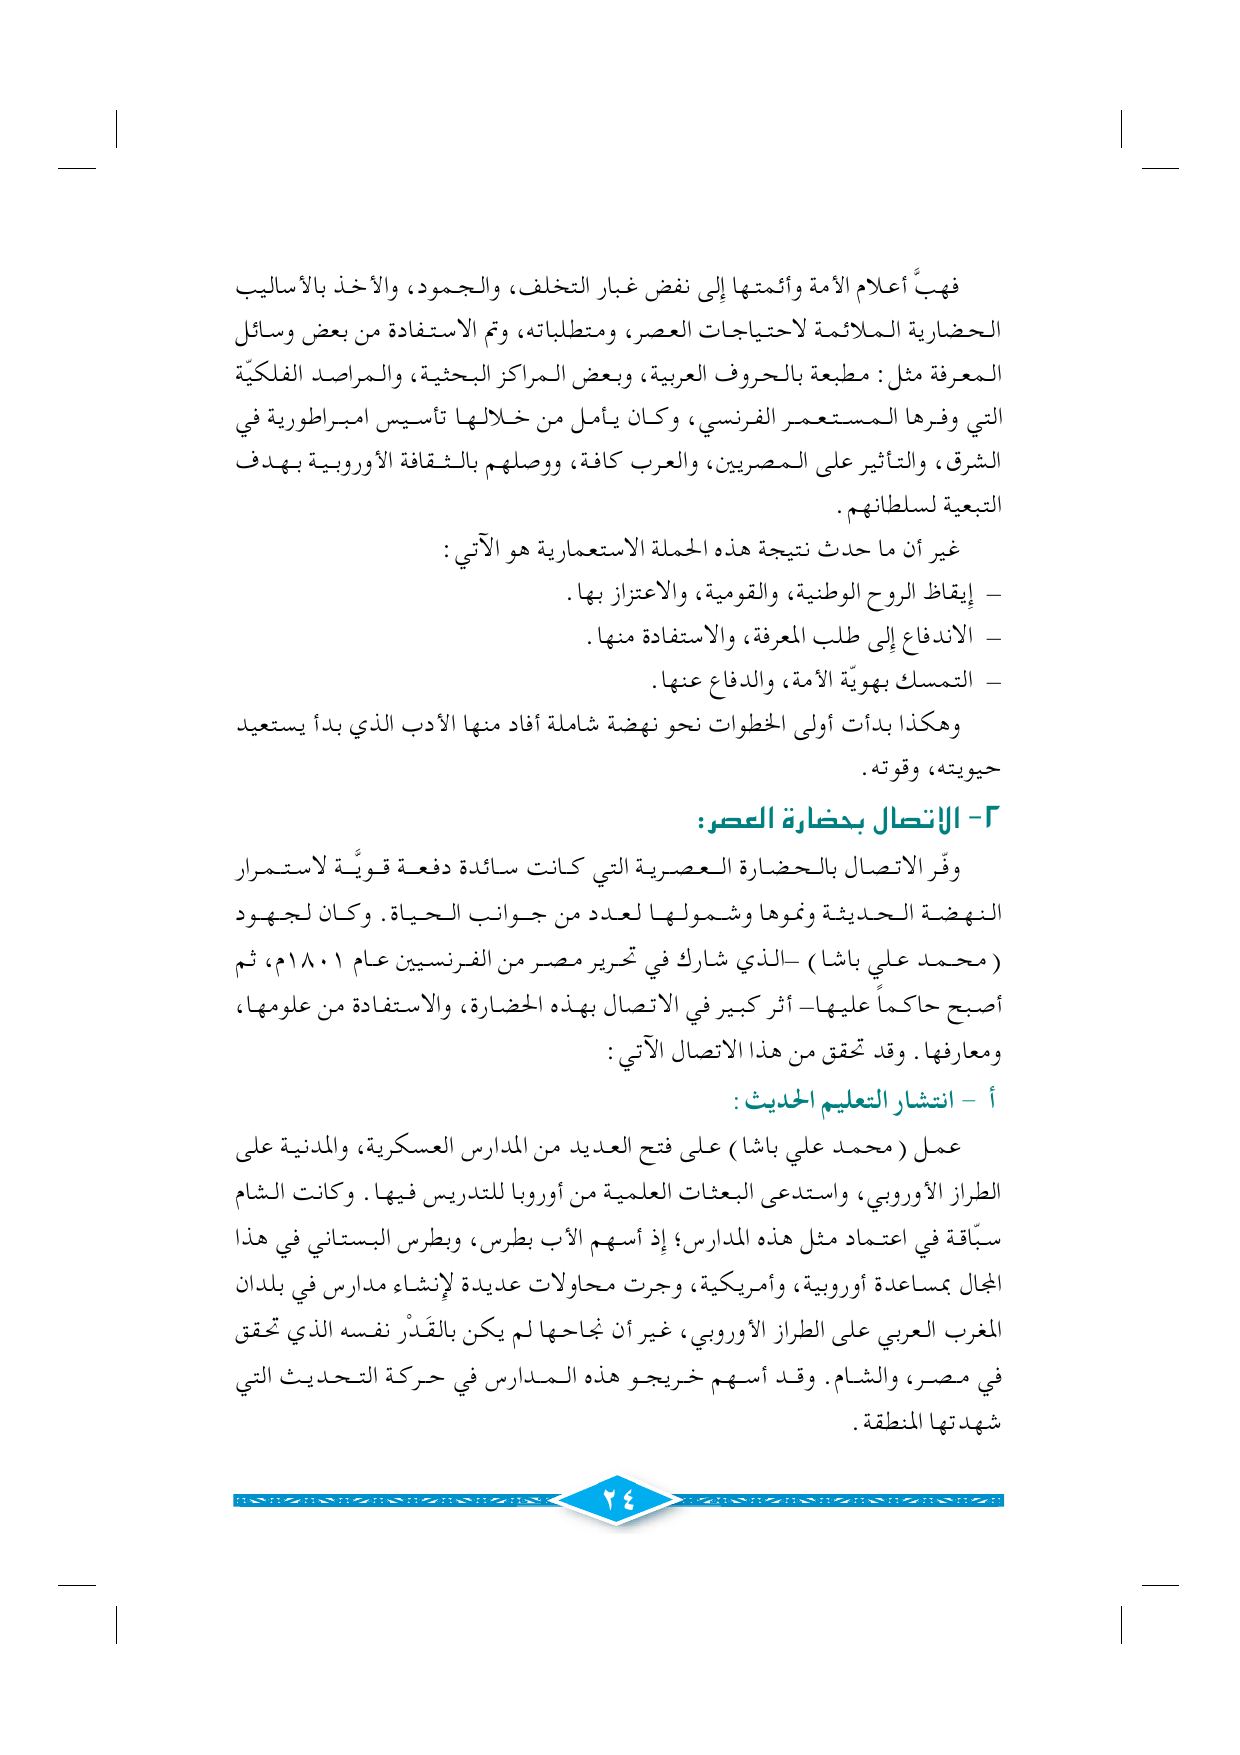 فهبَّ أعلام الأمة وأئمتها إِلى نفض غبار التخلف، والجمود، والأخذ بالأساليب
الحضارية الملائمة لاحتياجات العصر، ومتطلباته، وتم الاستفادة من بعض وسائل
المعرفة مثل: مطبعة بالحروف العربية، وبعض المراكز البحثية، والمراصد الفلكيّة
التي وفرها المستعمر الفرنسي، وكان يأمل من خلالها تأسيس امبراطورية في
الشرق، والتأثير على المصريين، والعرب كافة، ووصلهم بالثقافة الأوروبية بهدف
التبعية لسلطانهم.
غير أن ما حدث نتيجة هذه الحملة الاستعمارية هو الآتي:
– إِيقاظ الروح الوطنية، والقومية، والاعتزاز بها.
– الاندفاع إِلى طلب المعرفة، والاستفادة منها.
– التمسك بهويّة الأمة، والدفاع عنها.
وهكذا بدأت أولى الخطوات نحو نهضة شاملة أفاد منها الأدب الذي بدأ يستعيد
حيويته، وقوته.
٢- الاتصال بحضارة العصر:
وفّر الاتصال بالحضارة العصرية التي كانت سائدة دفعة قويَّة لاستمرار
النهضة الحديثة ونموها وشمولها لعدد من جوانب الحياة. وكان لجهود
(محمد علي باشا) –الذي شارك في تحرير مصر من الفرنسيين عام ١٨٠١م، ثم
أصبح حاكماً عليها– أثر كبير في الاتصال بهذه الحضارة، والاستفادة من علومها،
ومعارفها. وقد تحقق من هذا الاتصال الآتي:
أ – انتشار التعليم الحديث:
عمل (محمد علي باشا) على فتح العديد من المدارس العسكرية، والمدنية على
الطراز الأوروبي، واستدعى البعثات العلمية من أوروبا للتدريس فيها. وكانت الشام
سبّاقة في اعتماد مثل هذه المدارس؛ إِذ أسهم الأب بطرس، وبطرس البستاني في هذا
المجال بمساعدة أوروبية، وأمريكية، وجرت محاولات عديدة لإِنشاء مدارس في بلدان
المغرب العربي على الطراز الأوروبي، غير أن نجاحها لم يكن بالقَدْر نفسه الذي تحقق
في مصر، والشام. وقد أسهم خريجو هذه المدارس في حركة التحديث التي
شهدتها المنطقة.
٢٤